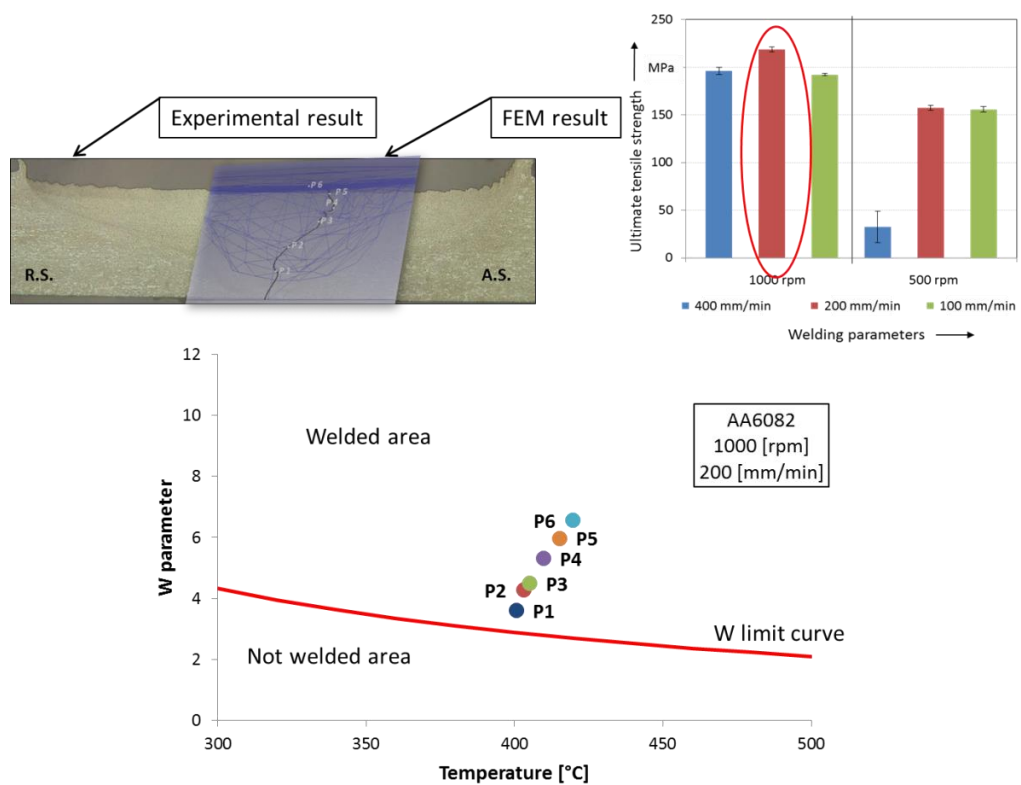 Experimental result
FEM result
P6
P5
P4
P3
P2
P1
R.S.
A.S.
Ultimate tensile strength
250
MPa
150
100
50
0
1000 rpm
500 rpm
400 mm/min
200 mm/min
100 mm/min
Welding parameters
W parameter
12
10
8
6
4
2
0
Welded area
AA6082
1000 [rpm]
200 [mm/min]
P6
P5
P4
P3
P2
P1
W limit curve
Not welded area
300
350
400
450
500
Temperature [°C]